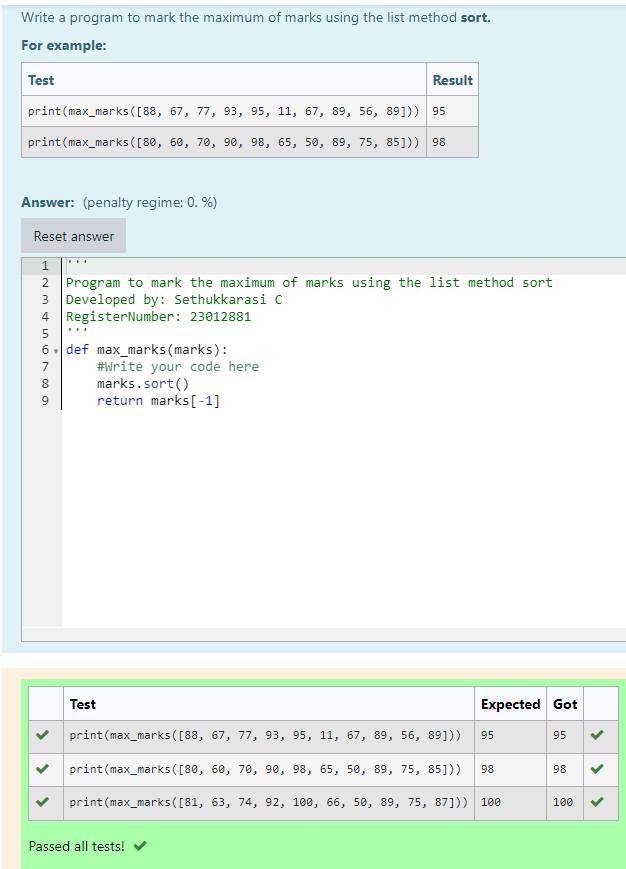 Write a program to mark the maximum of marks using the list method sort.
For example:
Test Result
print(max_marks([88, 67, 77, 93, 95, 11, 67, 89, 56, 89])) 95
print(max_marks([80, 60, 70, 90, 98, 65, 50, 89, 75, 85])) 98
Answer: (penalty regime: 0. %)
Reset answer
1 '''
2 Program to mark the maximum of marks using the list method sort
3 Developed by: Sethukkarasi C
4 RegisterNumber: 23012881
5 '''
6 def max_marks(marks):
7 #Write your code here
8 marks.sort()
9 return marks[-1]
Test Expected Got
print(max_marks([88, 67, 77, 93, 95, 11, 67, 89, 56, 89])) 95 95
print(max_marks([80, 60, 70, 90, 98, 65, 50, 89, 75, 85])) 98 98
print(max_marks([81, 63, 74, 92, 100, 66, 50, 89, 75, 87])) 100 100
Passed all tests!